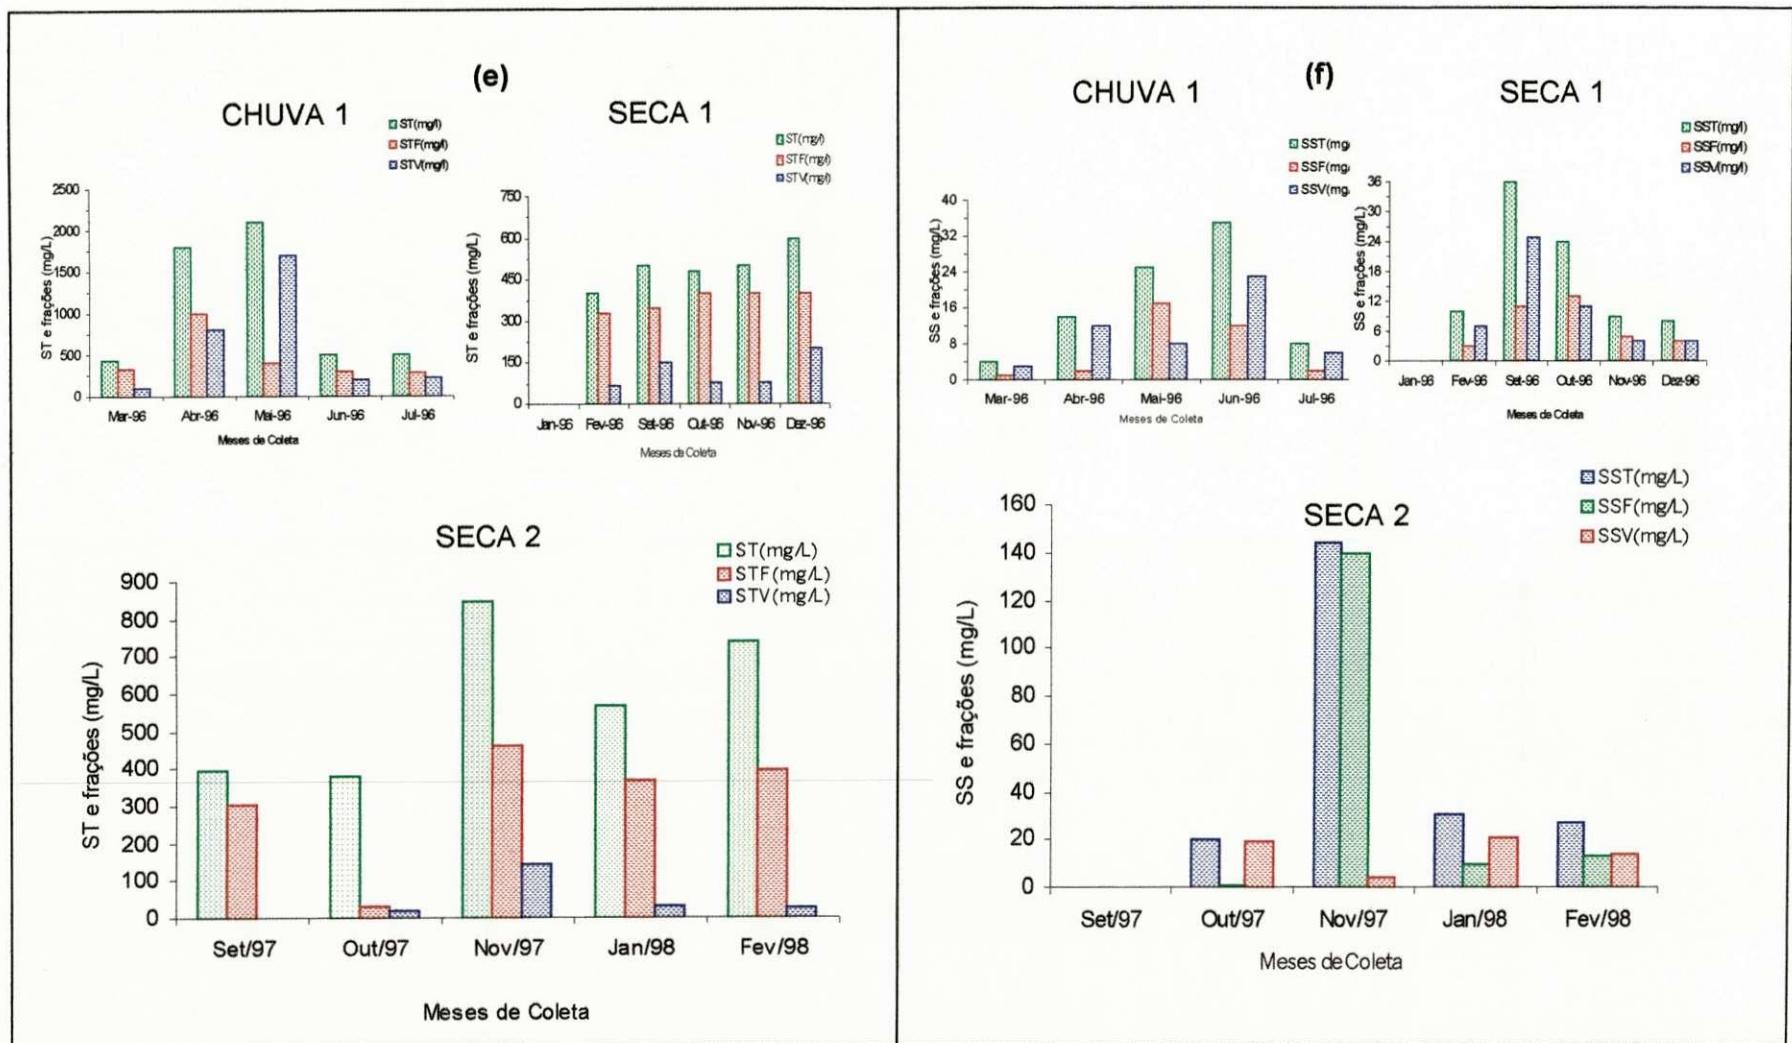 (e)
CHUVA 1
ST(mg/l)
STF(mg/l)
STV(mg/l)
ST e frações (mg/L)
2500
2000
1500
1000
500
0
Mar-96 Abr-96 Mai-96 Jun-96 Jul-96
Meses de Coleta
SECA 1
ST(mg/l)
STF(mg/l)
STV(mg/l)
ST e frações (mg/L)
750
600
450
300
150
0
Jan-96 Fev-96 Set-96 Out-96 Nov-96 Dez-96
Meses de Coleta
SECA 2
ST(mg/L)
STF(mg/L)
STV(mg/L)
ST e frações (mg/L)
900
800
700
600
500
400
300
200
100
0
Set/97 Out/97 Nov/97 Jan/98 Fev/98
Meses de Coleta
(f)
CHUVA 1
SST(mg
SSF(mg/
SSV(mg
SS e frações (mg/L)
40
32
24
16
8
0
Mar-96 Abr-96 Mai-96 Jun-96 Jul-96
Meses de Coleta
SECA 1
SST(mg/l)
SSF(mg/l)
SSV(mg/l)
SS e frações (mg/L)
36
30
24
18
12
6
0
Jan-96 Fev-96 Set-96 Out-96 Nov-96 Dez-96
Meses de Coleta
SECA 2
SST(mg/L)
SSF(mg/L)
SSV(mg/L)
SS e frações (mg/L)
160
140
120
100
80
60
40
20
0
Set/97 Out/97 Nov/97 Jan/98 Fev/98
Meses de Coleta